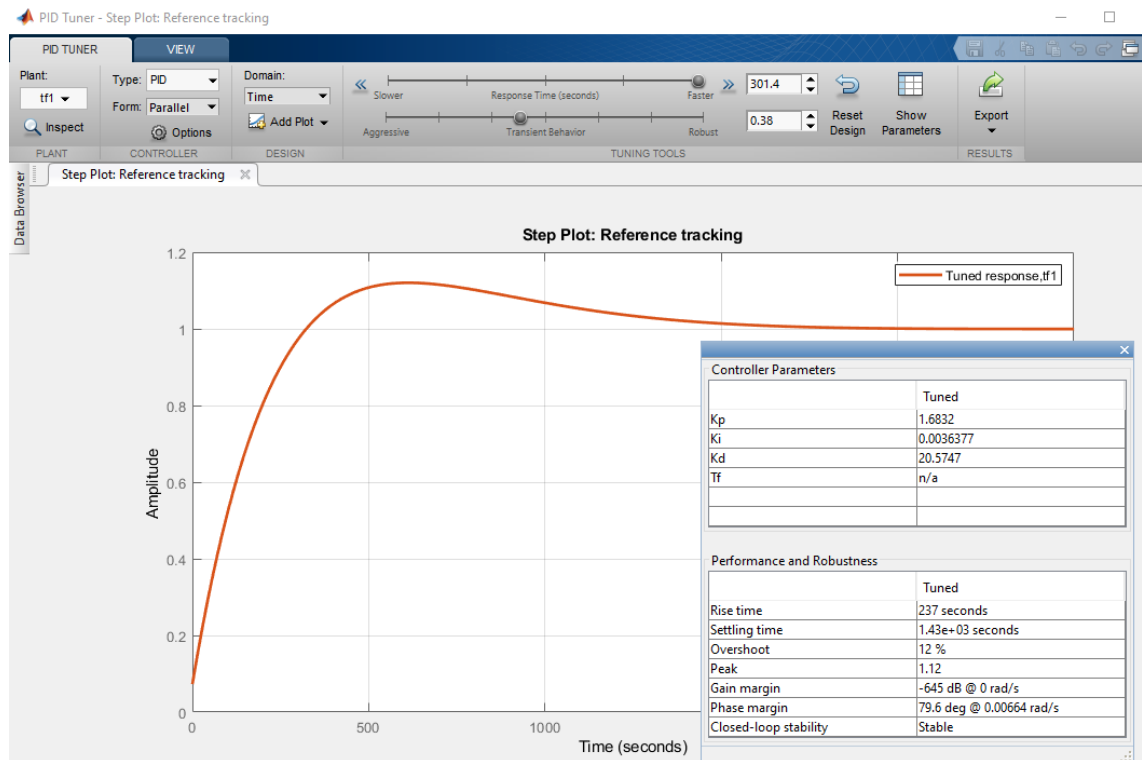 PID Tuner - Step Plot: Reference tracking
PID TUNER VIEW
Plant: Type: PID Domain:
tf1 Form: Parallel Time Slower Response Time (seconds) Faster 301.4
Inspect Options Add Plot Aggressive Transient Behavior Robust 0.38 Reset Design Show Parameters Export
PLANT CONTROLLER DESIGN TUNING TOOLS RESULTS
Data Browser
Step Plot: Reference tracking
Step Plot: Reference tracking
Tuned response,tf1
1.2
1
0.8
0.6
0.4
0.2
0
Amplitude
0 500 1000
Time (seconds)
Controller Parameters
Tuned
Kp 1.6832
Ki 0.0036377
Kd 20.5747
Tf n/a
Performance and Robustness
Tuned
Rise time 237 seconds
Settling time 1.43e+03 seconds
Overshoot 12 %
Peak 1.12
Gain margin -645 dB @ 0 rad/s
Phase margin 79.6 deg @ 0.00664 rad/s
Closed-loop stability Stable